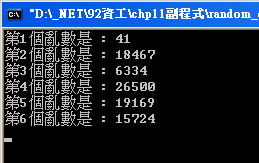 "D:\_NET\92資工\chp11副程式\random_
第1個亂數是 : 41
第2個亂數是 : 18467
第3個亂數是 : 6334
第4個亂數是 : 26500
第5個亂數是 : 19169
第6個亂數是 : 15724